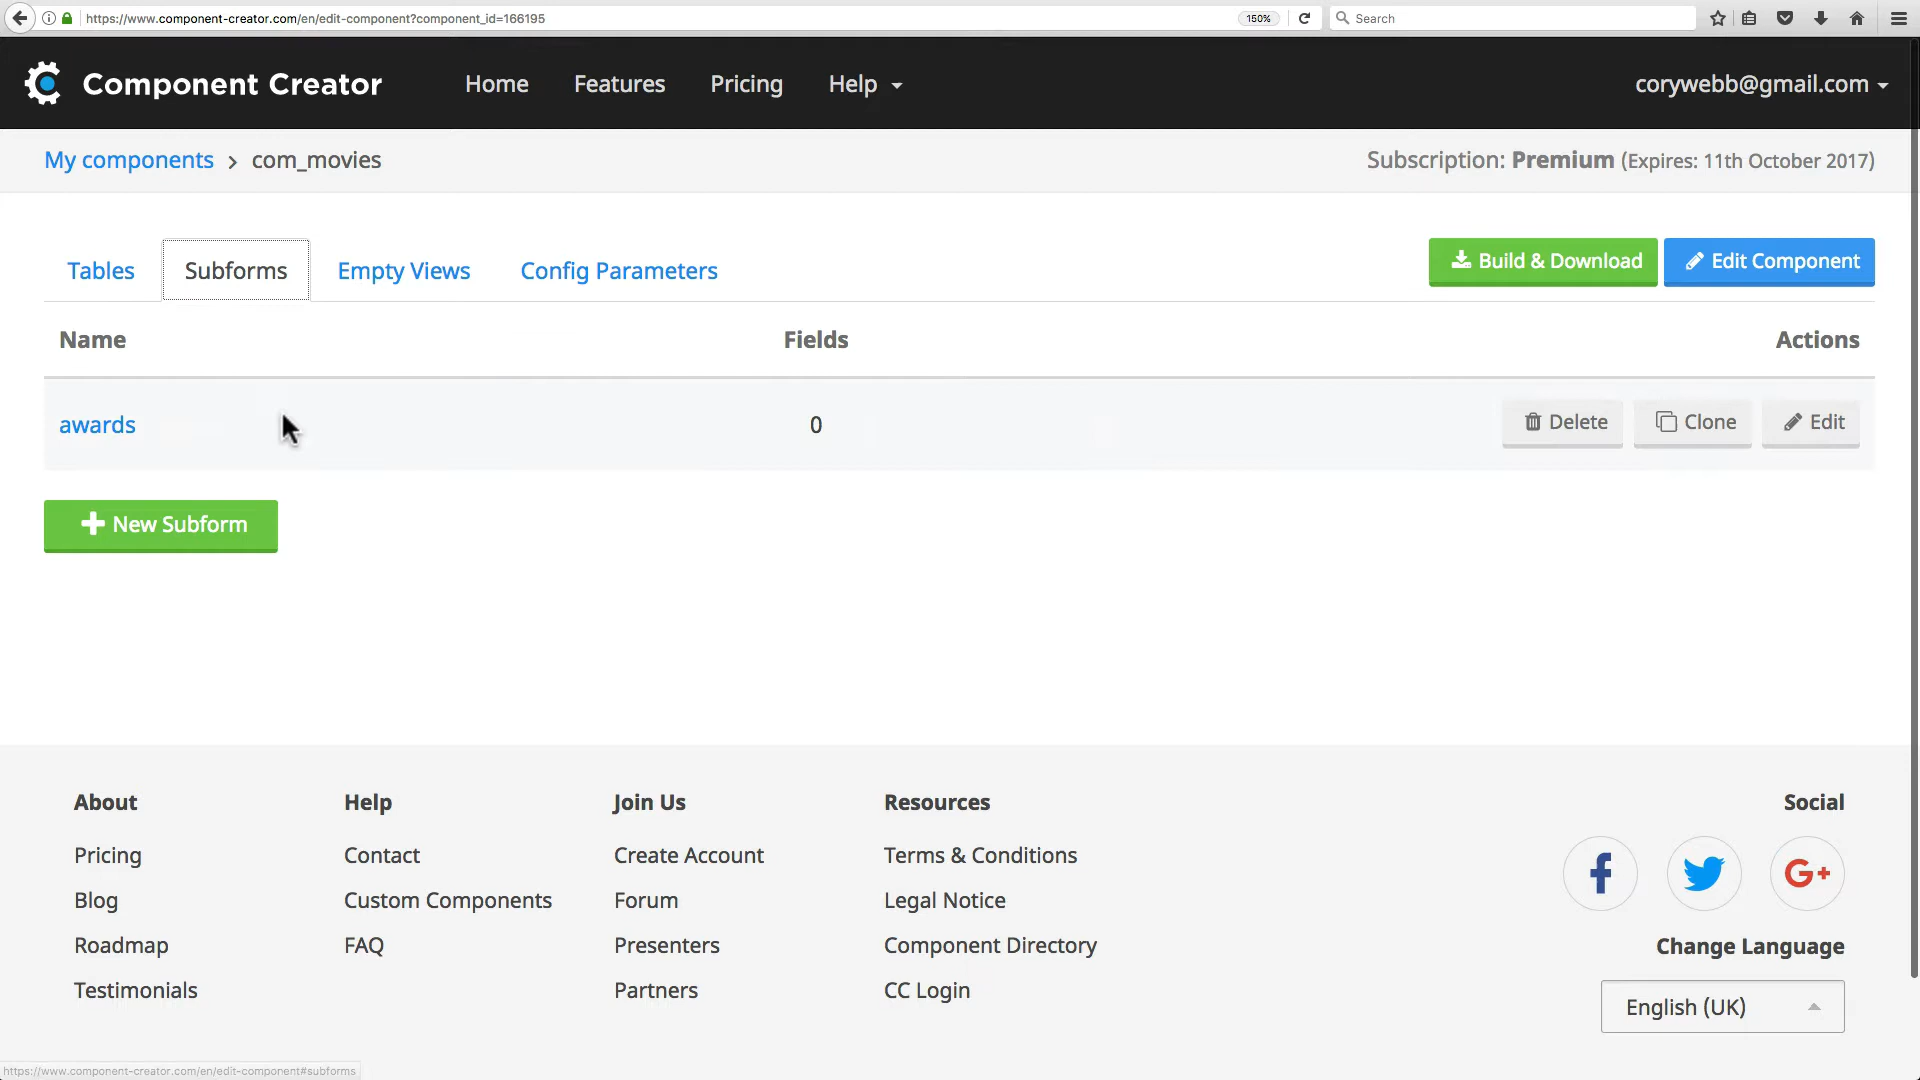 https://www.component-creator.com/en/edit-component?component_id=166195
150%
Search
Component Creator
Home
Features
Pricing
Help
corywebb@gmail.com
My components
com_movies
Subscription: Premium (Expires: 11th October 2017)
Tables
Subforms
Empty Views
Config Parameters
Build & Download
Edit Component
Name
Fields
Actions
awards
0
Delete
Clone
Edit
New Subform
About
Pricing
Blog
Roadmap
Testimonials
Help
Contact
Custom Components
FAQ
Join Us
Create Account
Forum
Presenters
Partners
Resources
Terms & Conditions
Legal Notice
Component Directory
CC Login
Social
Change Language
English (UK)
https://www.component-creator.com/en/edit-component#subforms